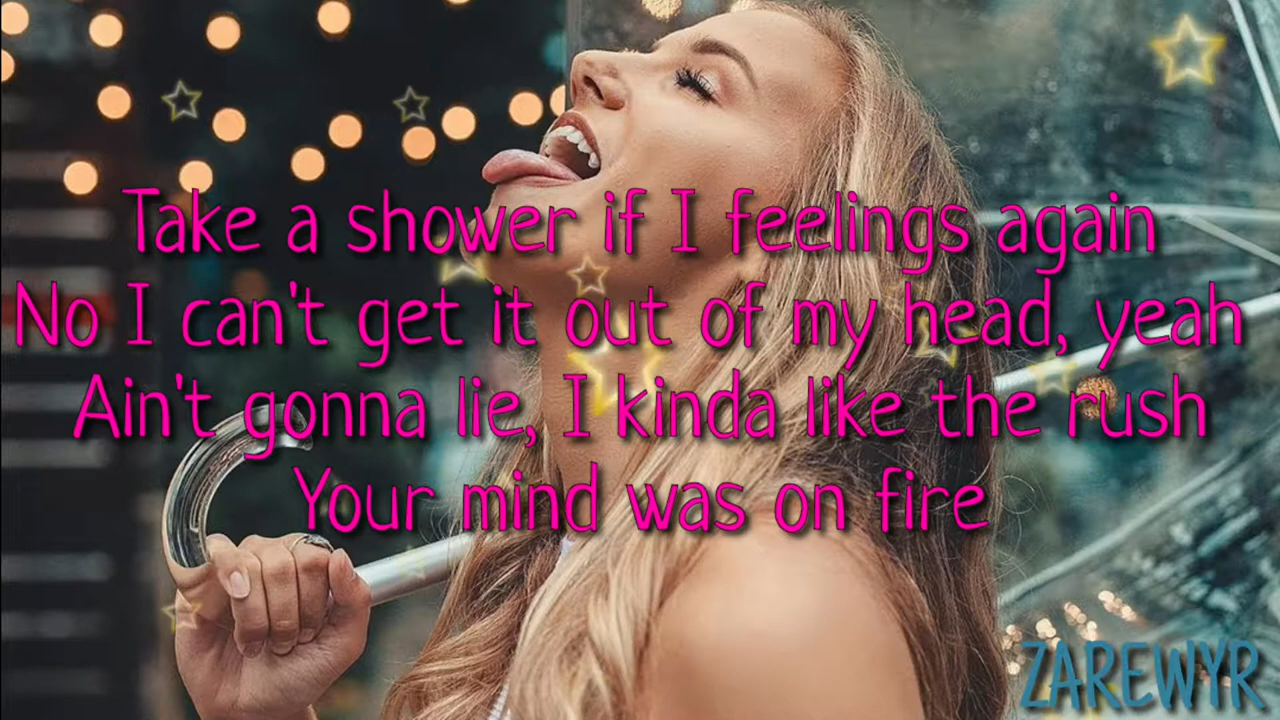 Take a shower if I feelings again
No I can't get it out of my head, yeah
Ain't gonna lie, I kinda like the rush
Your mind was on fire
ZAREWYR